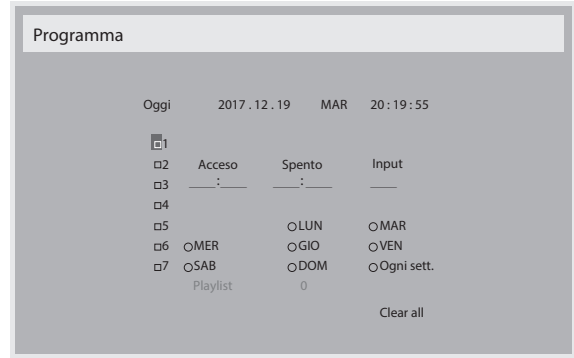 Programma
Oggi 2017 . 12 . 19 MAR 20 : 19 : 55
1
2 Acceso Spento Input
3 ____:____ ____:____ ____
4
5 LUN MAR
6 MER GIO VEN
7 SAB DOM Ogni sett.
Playlist 0
Clear all